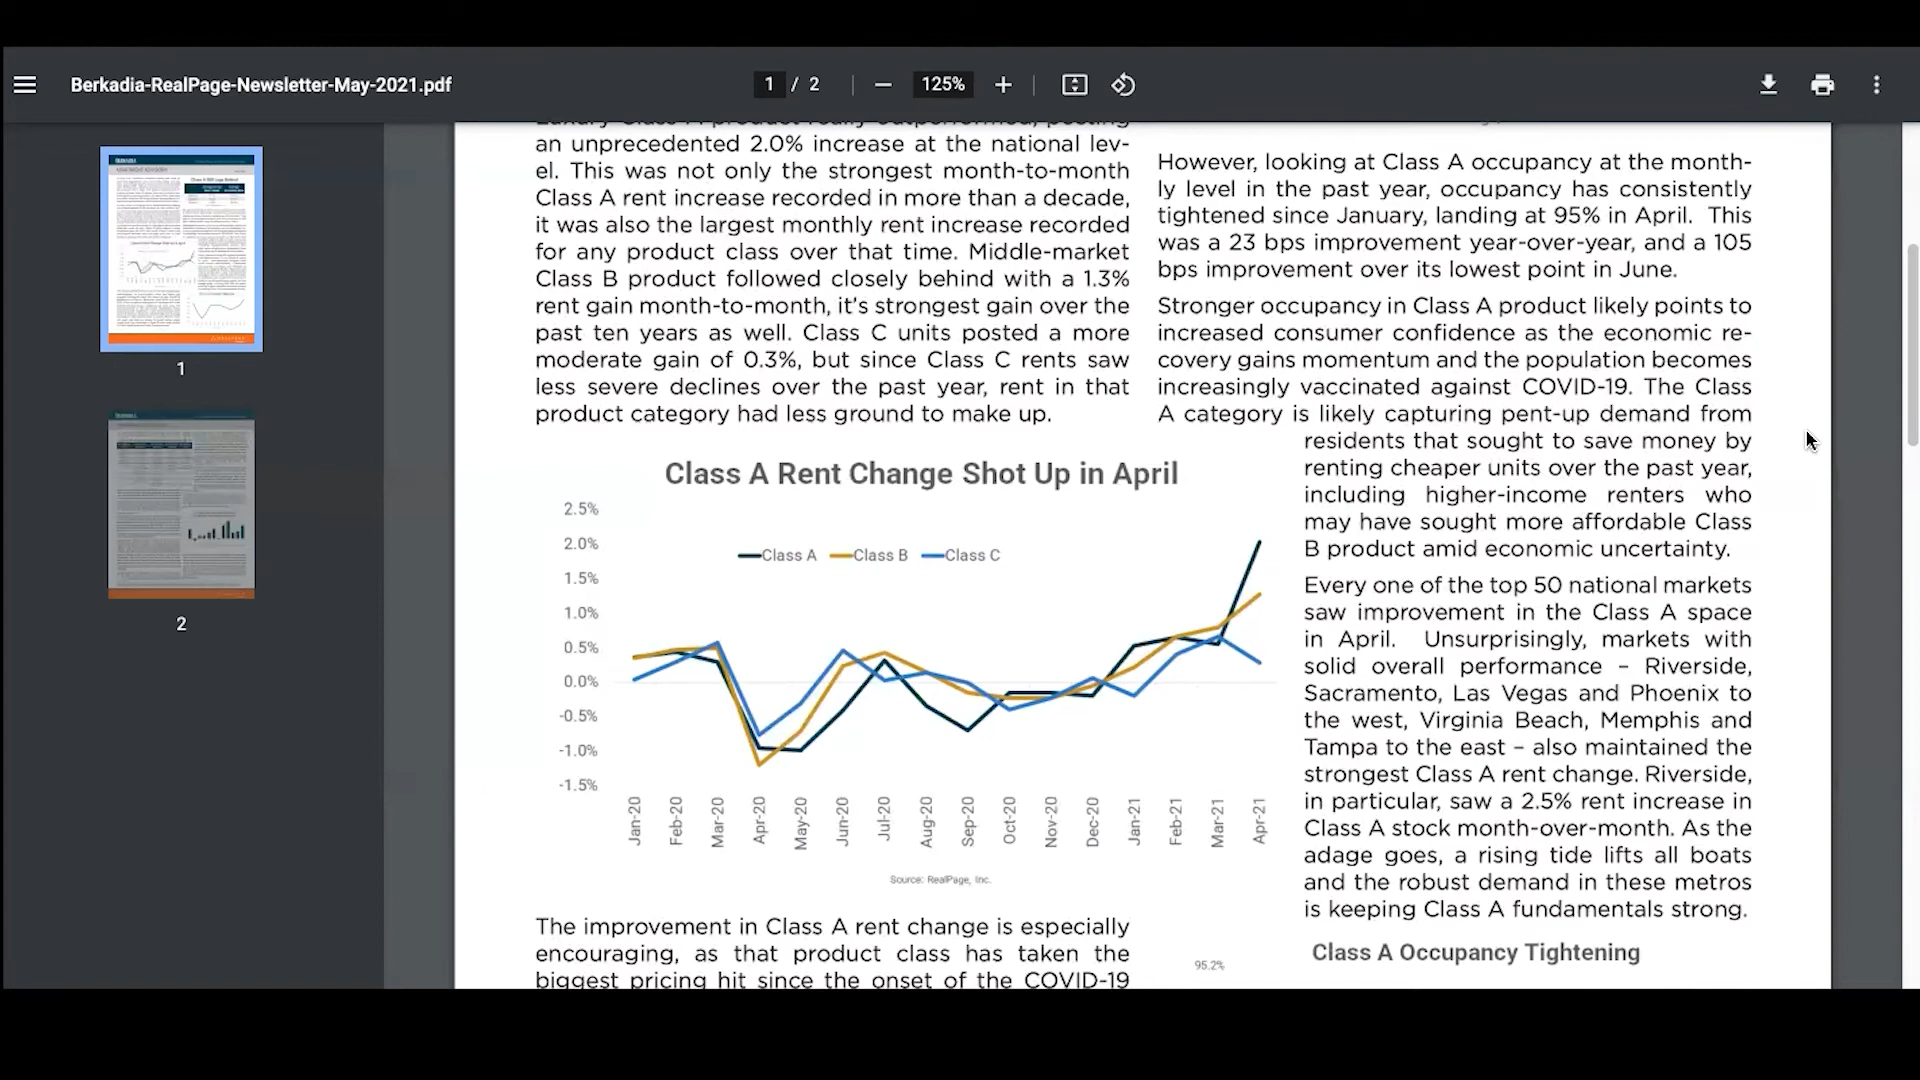 Berkadia-RealPage-Newsletter-May-2021.pdf
1 / 2
125%
1
2
Luxury Class A product really outperformed, posting
an unprecedented 2.0% increase at the national lev-
el. This was not only the strongest month-to-month
Class A rent increase recorded in more than a decade,
it was also the largest monthly rent increase recorded
for any product class over that time. Middle-market
Class B product followed closely behind with a 1.3%
rent gain month-to-month, it's strongest gain over the
past ten years as well. Class C units posted a more
moderate gain of 0.3%, but since Class C rents saw
less severe declines over the past year, rent in that
product category had less ground to make up.
Class A Rent Change Shot Up in April
2.5%
2.0%
1.5%
1.0%
0.5%
0.0%
-0.5%
-1.0%
-1.5%
Class A
Class B
Class C
Jan-20
Feb-20
Mar-20
Apr-20
May-20
Jun-20
Jul-20
Aug-20
Sep-20
Oct-20
Nov-20
Dec-20
Jan-21
Feb-21
Mar-21
Apr-21
Source: RealPage, Inc.
The improvement in Class A rent change is especially
encouraging, as that product class has taken the
biggest pricing hit since the onset of the COVID-19
However, looking at Class A occupancy at the month-
ly level in the past year, occupancy has consistently
tightened since January, landing at 95% in April. This
was a 23 bps improvement year-over-year, and a 105
bps improvement over its lowest point in June.
Stronger occupancy in Class A product likely points to
increased consumer confidence as the economic re-
covery gains momentum and the population becomes
increasingly vaccinated against COVID-19. The Class
A category is likely capturing pent-up demand from
residents that sought to save money by
renting cheaper units over the past year,
including higher-income renters who
may have sought more affordable Class
B product amid economic uncertainty.
Every one of the top 50 national markets
saw improvement in the Class A space
in April. Unsurprisingly, markets with
solid overall performance – Riverside,
Sacramento, Las Vegas and Phoenix to
the west, Virginia Beach, Memphis and
Tampa to the east – also maintained the
strongest Class A rent change. Riverside,
in particular, saw a 2.5% rent increase in
Class A stock month-over-month. As the
adage goes, a rising tide lifts all boats
and the robust demand in these metros
is keeping Class A fundamentals strong.
Class A Occupancy Tightening
95.2%